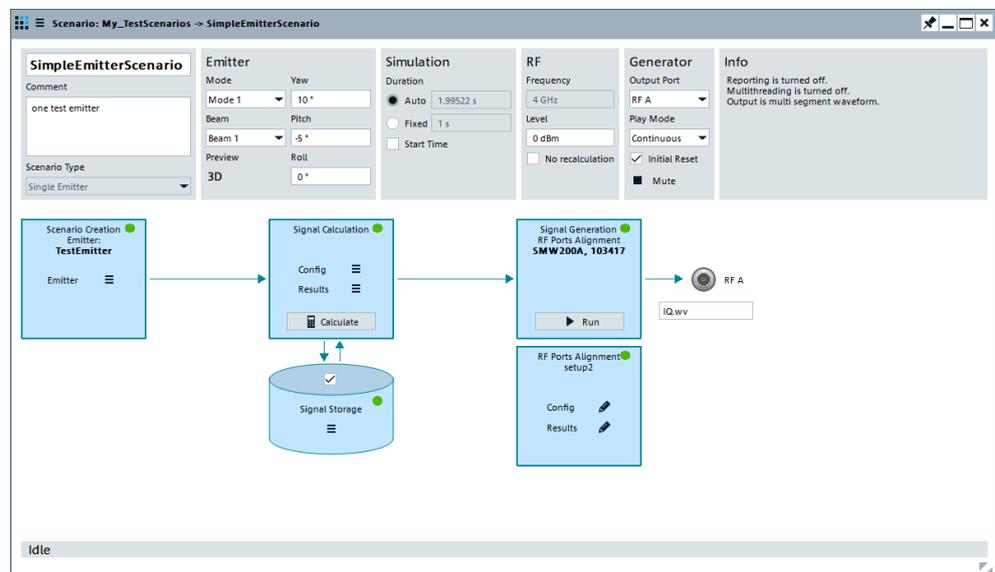 Scenario: My_TestScenarios -> SimpleEmitterScenario
SimpleEmitterScenario
Comment
one test emitter
Scenario Type
Single Emitter
Emitter
Mode
Yaw
Mode 1
10 °
Beam
Pitch
Beam 1
-5 °
Preview
Roll
3D
0 °
Simulation
Duration
Auto
1.99522 s
Fixed
1 s
Start Time
RF
Frequency
4 GHz
Level
0 dBm
No recalculation
Generator
Output Port
RF A
Play Mode
Continuous
Initial Reset
Mute
Info
Reporting is turned off.
Multithreading is turned off.
Output is multi segment waveform.
Scenario Creation
Emitter:
TestEmitter
Emitter
Signal Calculation
Config
Results
Calculate
Signal Storage
Signal Generation
RF Ports Alignment
SMW200A, 103417
Run
RF A
IQ.wv
RF Ports Alignment
setup2
Config
Results
Idle